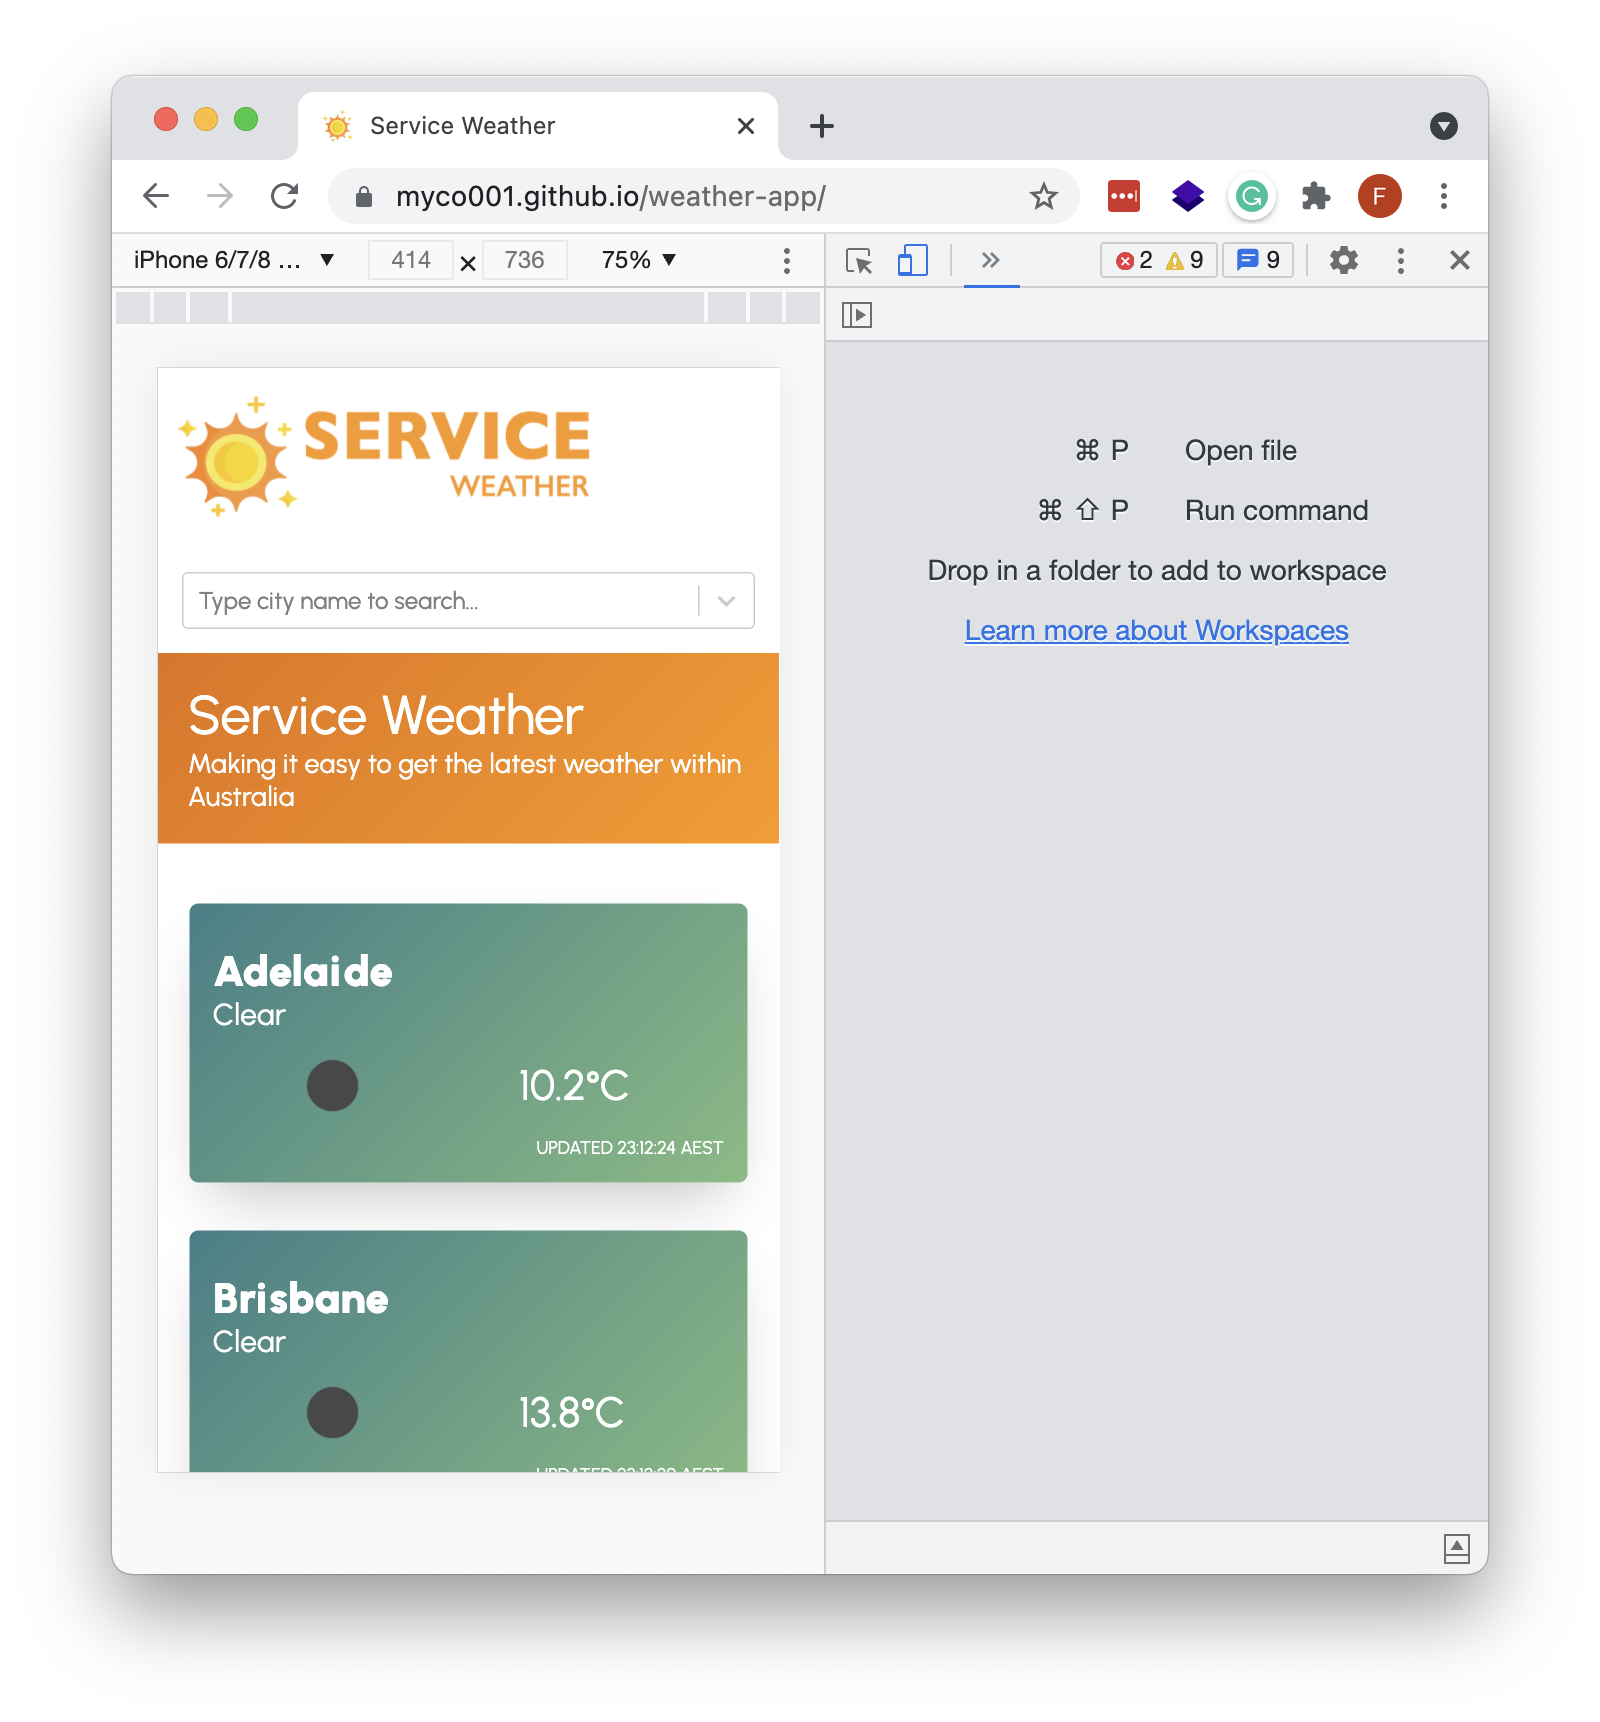 Service Weather
myco001.github.io/weather-app/
F
iPhone 6/7/8 ...
414 × 736
75%
2 9 9
SERVICE
WEATHER
Type city name to search...
Service Weather
Making it easy to get the latest weather within
Australia
Adelaide
Clear
10.2°C
UPDATED 23:12:24 AEST
Brisbane
Clear
13.8°C
⌘ P Open file
⌘ ⇧ P Run command
Drop in a folder to add to workspace
Learn more about Workspaces